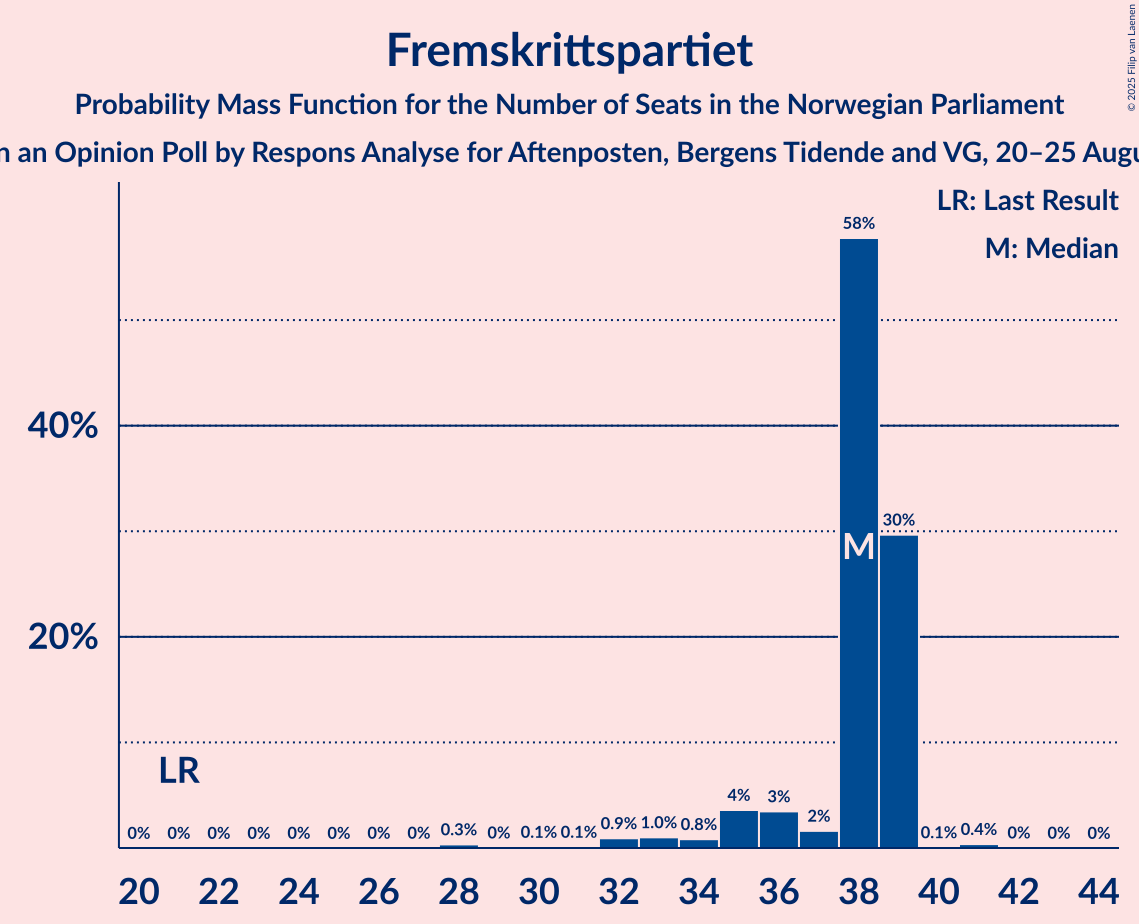 Fremskrittspartiet
Probability Mass Function for the Number of Seats in the Norwegian Parliament
an Opinion Poll by Respons Analyse for Aftenposten, Bergens Tidende and VG, 20–25
© 2025 Filip van Laenen
LR: Last Result
M: Median
58%
40%
30%
M
20%
LR
0% 0% 0% 0% 0% 0% 0% 0% 0.3% 0% 0.1% 0.1% 0.9% 1.0% 0.8% 4% 3% 2% 0.1% 0.4% 0% 0% 0%
20 22 24 26 28 30 32 34 36 38 40 42 44